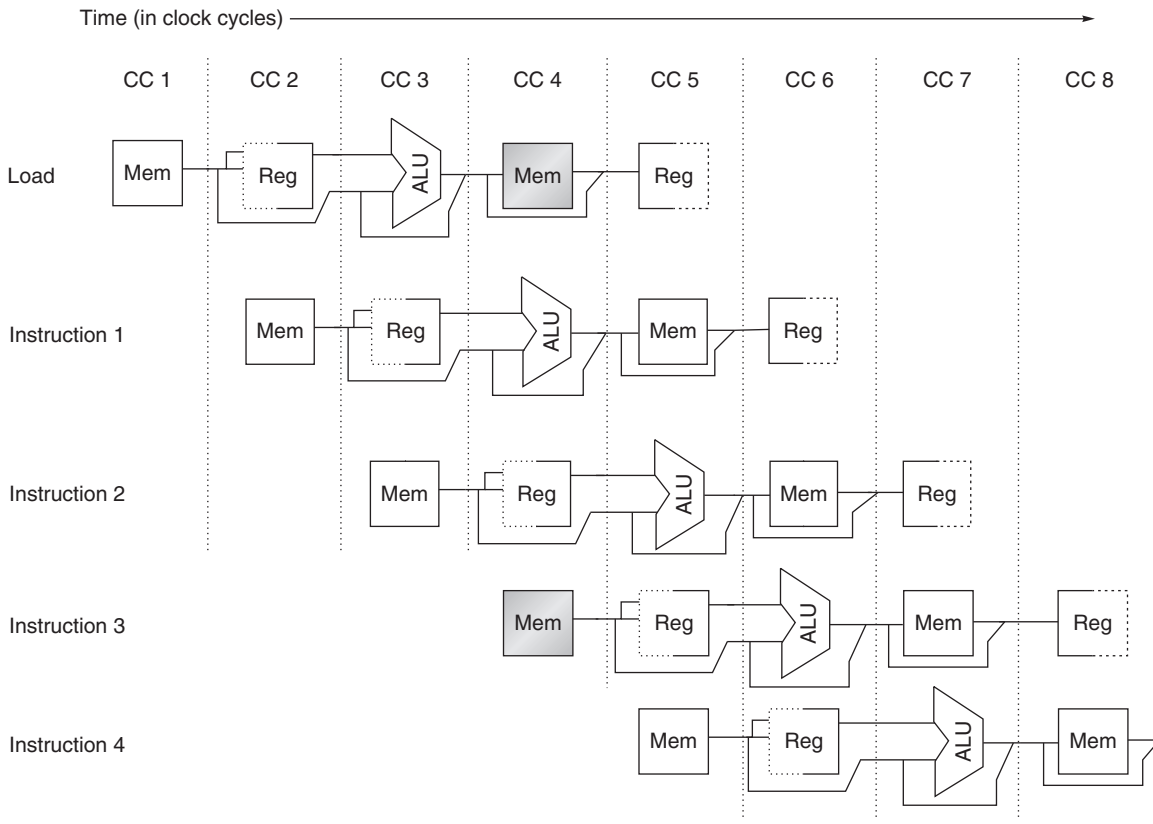 Time (in clock cycles)
CC 1 CC 2 CC 3 CC 4 CC 5 CC 6 CC 7 CC 8
Load Mem Reg ALU Mem Reg
Instruction 1 Mem Reg ALU Mem Reg
Instruction 2 Mem Reg ALU Mem Reg
Instruction 3 Mem Reg ALU Mem Reg
Instruction 4 Mem Reg ALU Mem